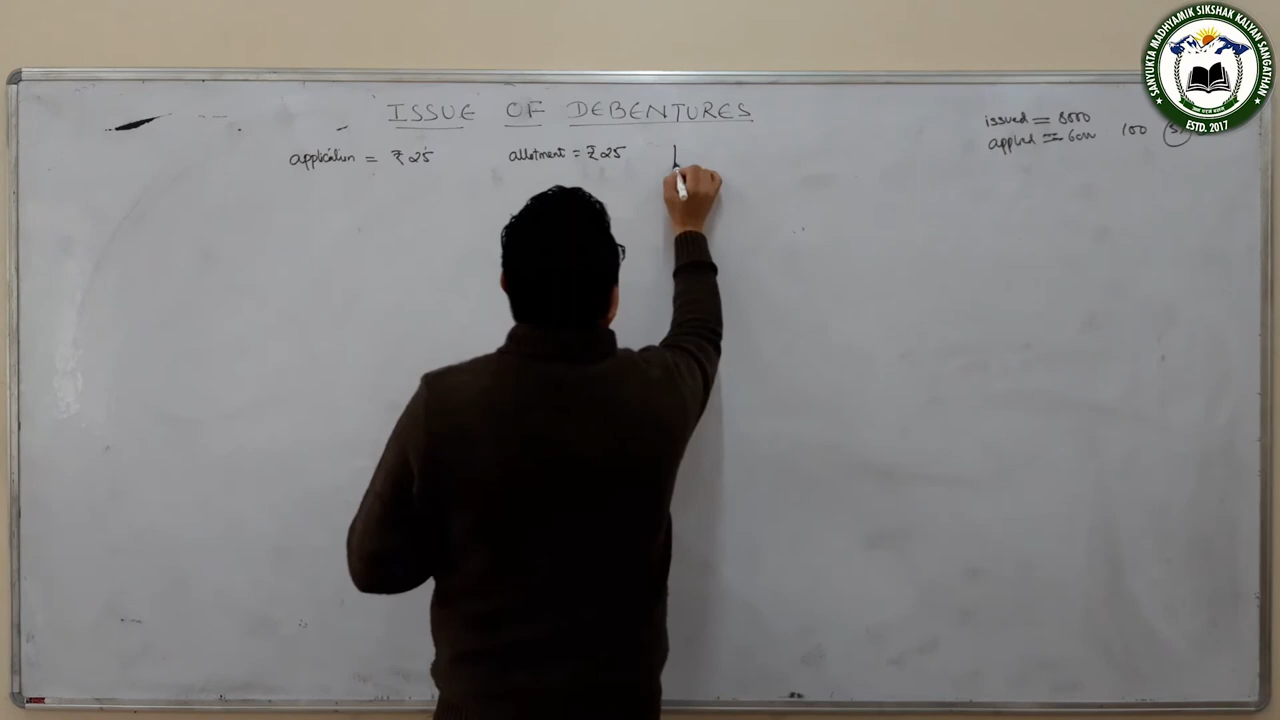 ISSUE OF DEBENTURES
issued = 8000
applied = 6000 100
application = ₹ 25 allotment = ₹ 25
SANYUKTA MADHYAMIK SIKSHAK KALYAN SANGATHAN
ESTD. 2017